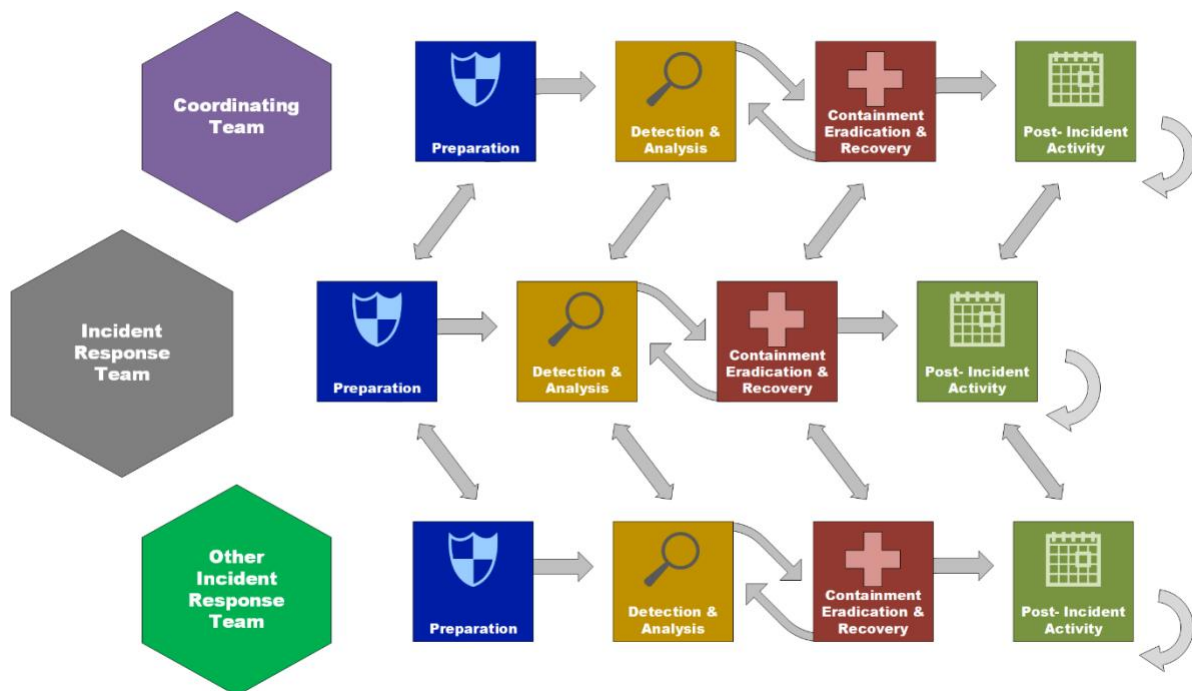 Coordinating
Team
Preparation
Detection &
Analysis
Containment
Eradication &
Recovery
Post- Incident
Activity
Incident
Response
Team
Preparation
Detection &
Analysis
Containment
Eradication &
Recovery
Post- Incident
Activity
Other
Incident
Response
Team
Preparation
Detection &
Analysis
Containment
Eradication &
Recovery
Post- Incident
Activity